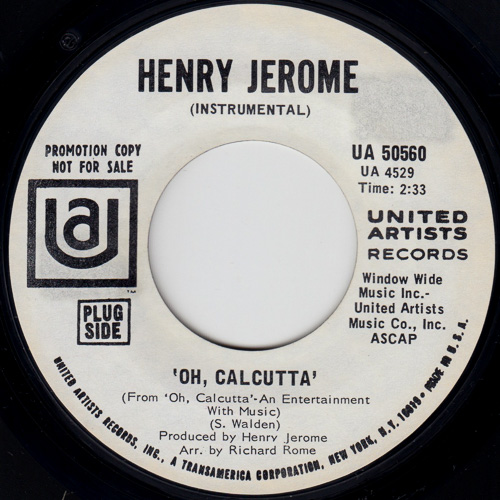 HENRY JEROME
(INSTRUMENTAL)
PROMOTION COPY
NOT FOR SALE
UA
™
PLUG
SIDE
UA 50560
UA 4529
Time: 2:33
UNITED
ARTISTS
RECORDS
Window Wide
Music Inc.-
United Artists
Music Co., Inc.
ASCAP
'OH, CALCUTTA'
(From 'Oh, Calcutta'-An Entertainment
With Music)
(S. Walden)
Produced by Henry Jerome
Arr. by Richard Rome
UNITED ARTISTS RECORDS, INC., A TRANSAMERICA CORPORATION, NEW YORK, N.Y. 10019 • MADE IN U.S.A.